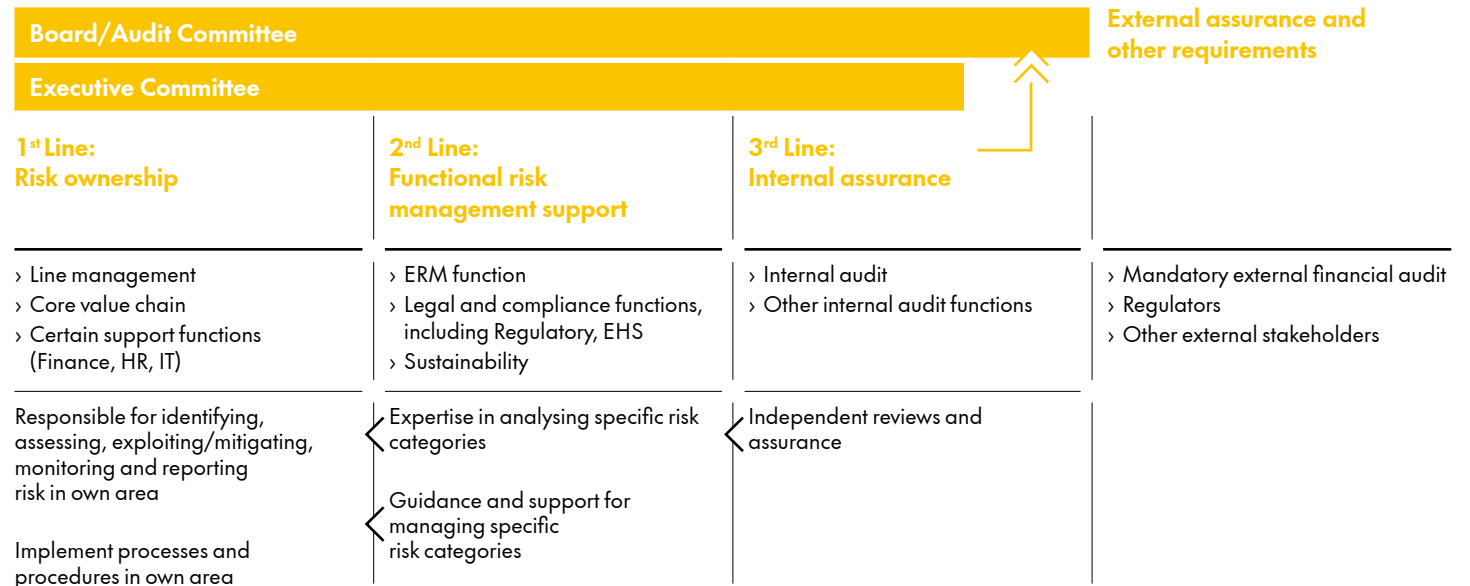 Board/Audit Committee
Executive Committee
External assurance and
other requirements
1st Line:
Risk ownership
2nd Line:
Functional risk
management support
3rd Line:
Internal assurance
› Line management
› Core value chain
› Certain support functions
(Finance, HR, IT)
› ERM function
› Legal and compliance functions,
including Regulatory, EHS
› Sustainability
› Internal audit
› Other internal audit functions
› Mandatory external financial audit
› Regulators
› Other external stakeholders
Responsible for identifying,
assessing, exploiting/mitigating,
monitoring and reporting
risk in own area
Implement processes and
procedures in own area
Expertise in analysing specific risk
categories
Guidance and support for
managing specific
risk categories
Independent reviews and
assurance